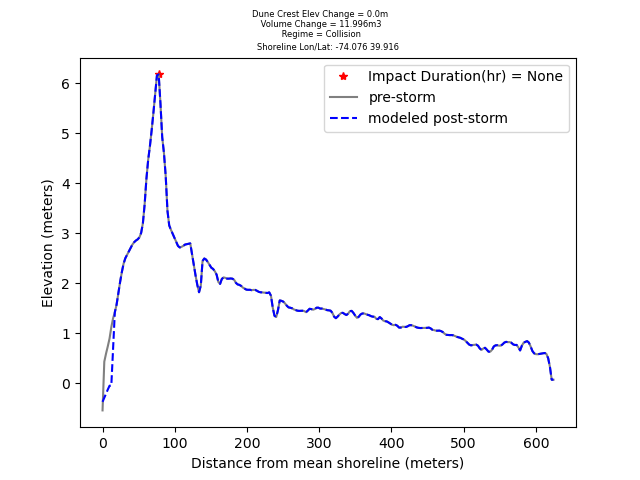 Dune Crest Elev Change = 0.0m
Volume Change = 11.996m3
Regime = Collision
Shoreline Lon/Lat: -74.076 39.916
Impact Duration(hr) = None
pre-storm
modeled post-storm
Elevation (meters)
6
5
4
3
2
1
0
0 100 200 300 400 500 600
Distance from mean shoreline (meters)